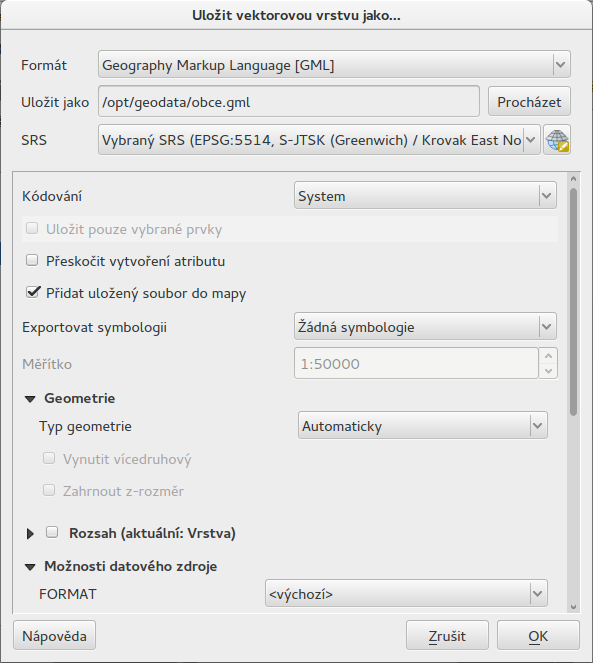 Uložit vektorovou vrstvu jako...
Formát Geography Markup Language [GML]
Uložit jako /opt/geodata/obce.gml Procházet
SRS Vybraný SRS (EPSG:5514, S-JTSK (Greenwich) / Krovak East No
Kódování System
Uložit pouze vybrané prvky
Přeskočit vytvoření atributu
Přidat uložený soubor do mapy
Exportovat symbologii Žádná symbologie
Měřítko 1:50000
Geometrie
Typ geometrie Automaticky
Vynutit vícedruhový
Zahrnout z-rozměr
Rozsah (aktuální: Vrstva)
Možnosti datového zdroje
FORMAT <výchozí>
Nápověda Zrušit OK